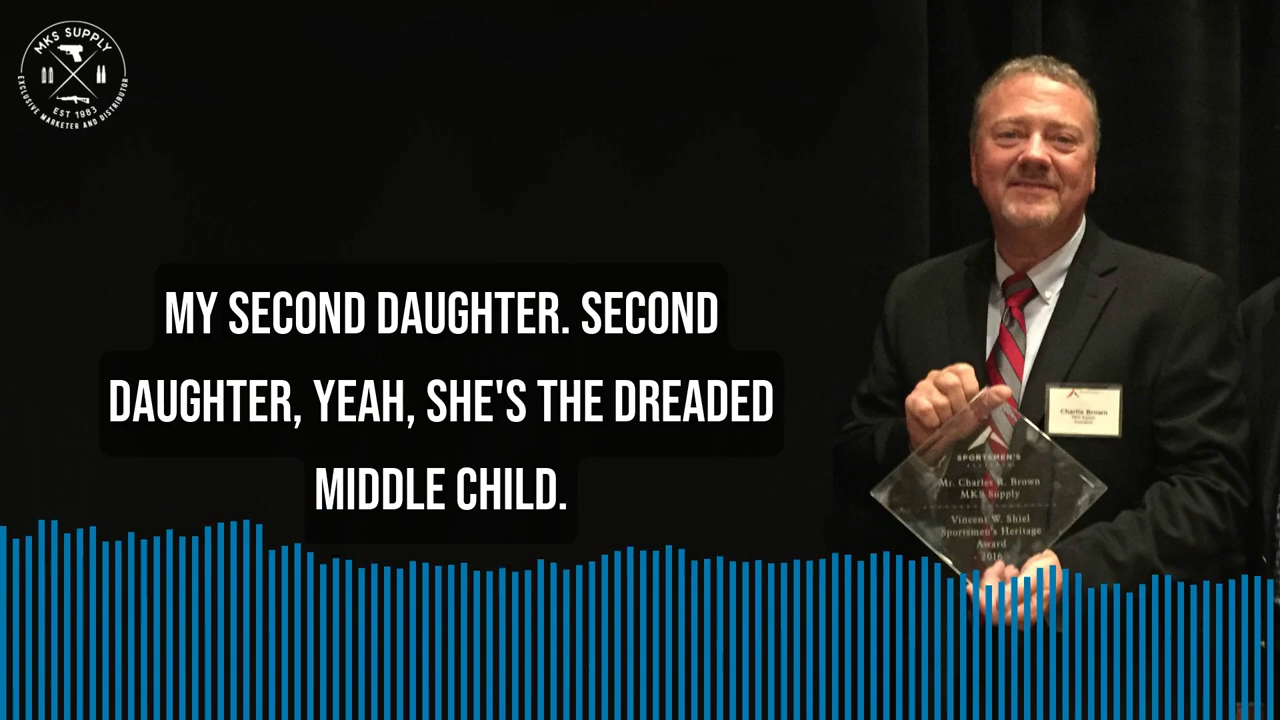 MKS SUPPLY
EST 1983
EXCLUSIVE MARKETER AND DISTRIBUTOR
MY SECOND DAUGHTER. SECOND
DAUGHTER, YEAH, SHE'S THE DREADED
MIDDLE CHILD.
Charlie Brown
SPORTSMEN'S
Mr. Charles R. Brown
MKS Supply
Vincent W. Shiel
Sportsmen's Heritage
Award
2016